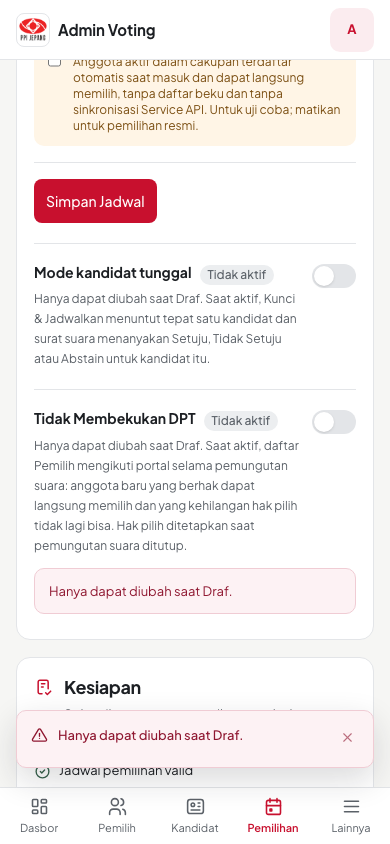 PPI JEPANG
Admin Voting
A
Anggota aktif dalam cakupan terdaftar
otomatis saat masuk dan dapat langsung
memilih, tanpa daftar beku dan tanpa
sinkronisasi Service API. Untuk uji coba; matikan
untuk pemilihan resmi.
Simpan Jadwal
Mode kandidat tunggal Tidak aktif
Hanya dapat diubah saat Draf. Saat aktif, Kunci
& Jadwalkan menuntut tepat satu kandidat dan
surat suara menanyakan Setuju, Tidak Setuju
atau Abstain untuk kandidat itu.
Tidak Membekukan DPT Tidak aktif
Hanya dapat diubah saat Draf. Saat aktif, daftar
Pemilih mengikuti portal selama pemungutan
suara: anggota baru yang berhak dapat
langsung memilih dan yang kehilangan hak pilih
tidak lagi bisa. Hak pilih ditetapkan saat
pemungutan suara ditutup.
Hanya dapat diubah saat Draf.
Kesiapan
Hanya dapat diubah saat Draf.
Jadwal pemilihan valid
Dasbor
Pemilih
Kandidat
Pemilihan
Lainnya